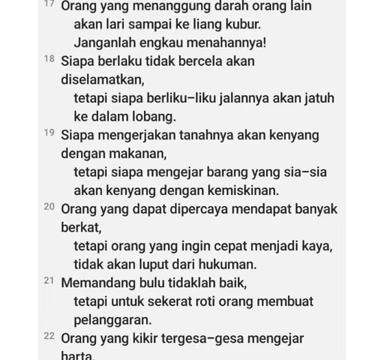 17 Orang yang menanggung darah orang lain
akan lari sampai ke liang kubur.
Janganlah engkau menahannya!
18 Siapa berlaku tidak bercela akan
diselamatkan,
tetapi siapa berliku-liku jalannya akan jatuh
ke dalam lobang.
19 Siapa mengerjakan tanahnya akan kenyang
dengan makanan,
tetapi siapa mengejar barang yang sia-sia
akan kenyang dengan kemiskinan.
20 Orang yang dapat dipercaya mendapat banyak
berkat,
tetapi orang yang ingin cepat menjadi kaya,
tidak akan luput dari hukuman.
21 Memandang bulu tidaklah baik,
tetapi untuk sekerat roti orang membuat
pelanggaran.
22 Orang yang kikir tergesa-gesa mengejar
harta,